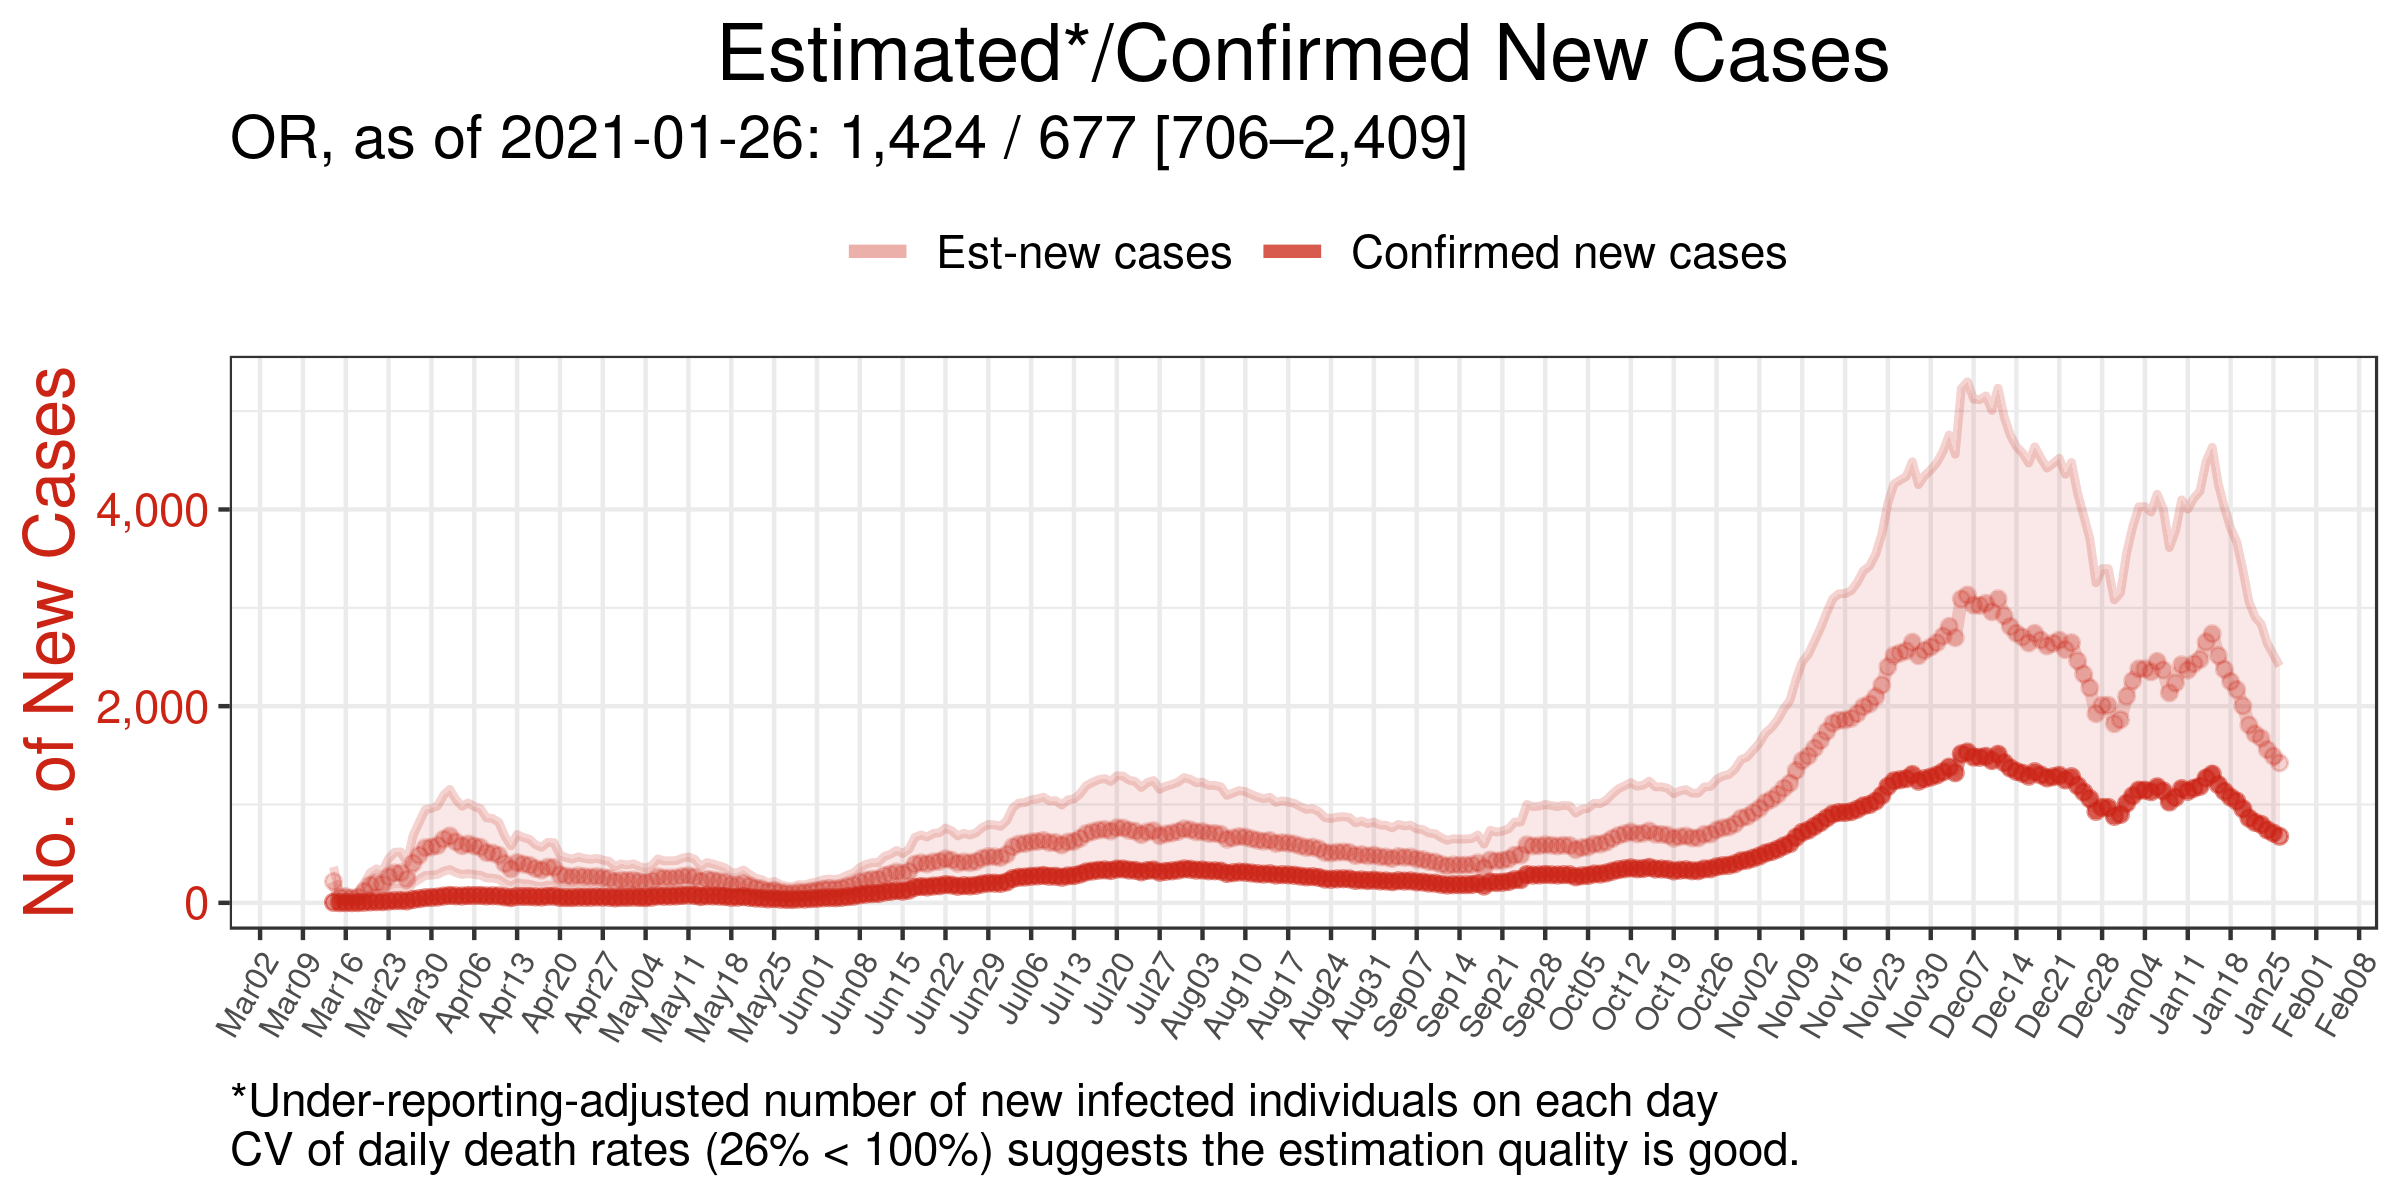 Estimated*/Confirmed New Cases
OR, as of 2021-01-26: 1,424 / 677 [706–2,409]
Est-new cases Confirmed new cases
No. of New Cases
4,000
2,000
0
Mar02 Mar09 Mar16 Mar23 Mar30 Apr06 Apr13 Apr20 Apr27 May04 May11 May18 May25 Jun01 Jun08 Jun15 Jun22 Jun29 Jul06 Jul13 Jul20 Jul27 Aug03 Aug10 Aug17 Aug24 Aug31 Sep07 Sep14 Sep21 Sep28 Oct05 Oct12 Oct19 Oct26 Nov02 Nov09 Nov16 Nov23 Nov30 Dec07 Dec14 Dec21 Dec28 Jan04 Jan11 Jan18 Jan25 Feb01 Feb08
*Under-reporting-adjusted number of new infected individuals on each day
CV of daily death rates (26% < 100%) suggests the estimation quality is good.